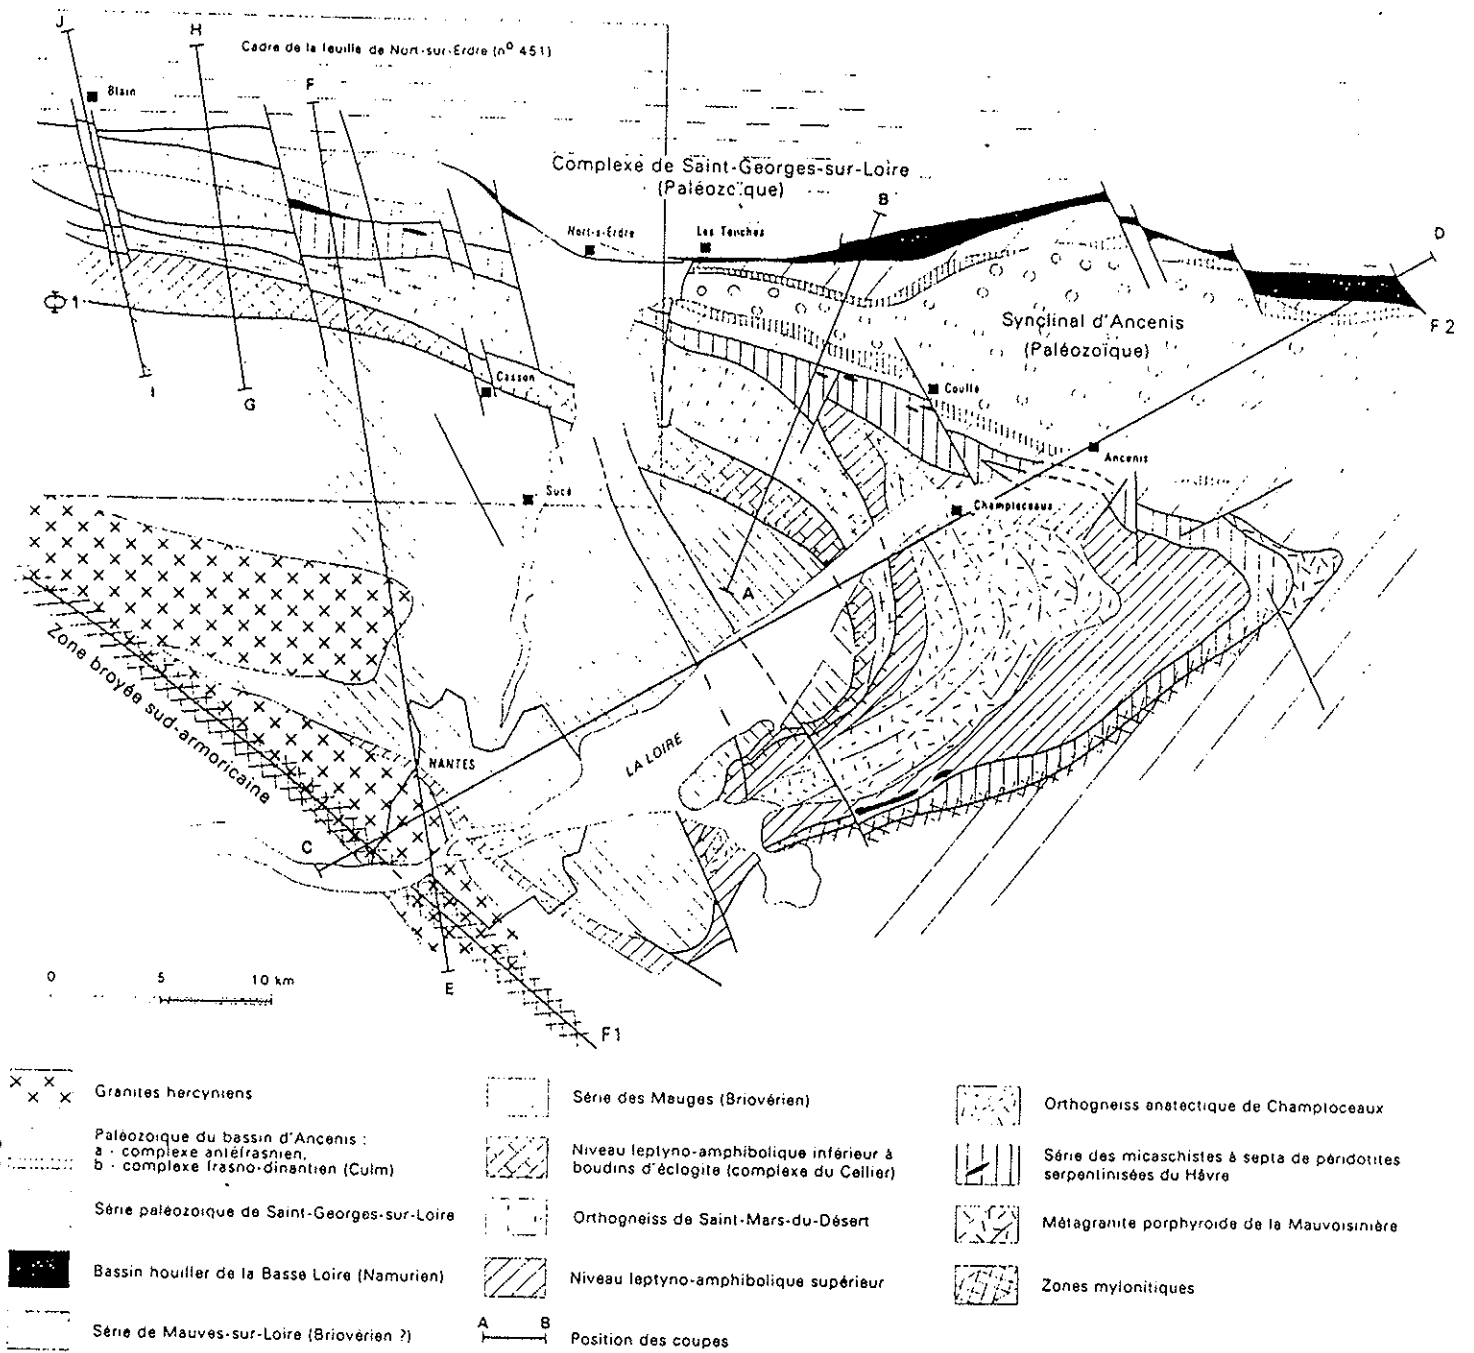 J
H
Cadre de la feuille de Nort-sur-Erdre (nº 451)
F
Blain
Complexe de Saint-Georges-sur-Loire
(Paléozoïque)
B
Nort-s-Erdre
Les Touches
D
Φ1
Synclinal d'Ancenis
(Paléozoïque)
F2
I
G
Casson
Couffé
Ancenis
Sucé
Champtoceaux
A
Zone broyée sud-armoricaine
NANTES
LA LOIRE
C
E
F1
0 5 10 km
Granites hercyniens
Paléozoïque du bassin d'Ancenis :
a - complexe antéfrasnien,
b - complexe frasno-dinantien (Culm)
Série paléozoïque de Saint-Georges-sur-Loire
Bassin houiller de la Basse Loire (Namurien)
Série de Mauves-sur-Loire (Briovérien ?)
Série des Mauges (Briovérien)
Niveau leptyno-amphibolique inférieur à
boudins d'éclogite (complexe du Cellier)
Orthogneiss de Saint-Mars-du-Désert
Niveau leptyno-amphibolique supérieur
A B
Position des coupes
Orthogneiss anatectique de Champtoceaux
Série des micaschistes à septa de péridotites
serpentinisées du Hâvre
Métagranite porphyroïde de la Mauvoisinière
Zones mylonitiques